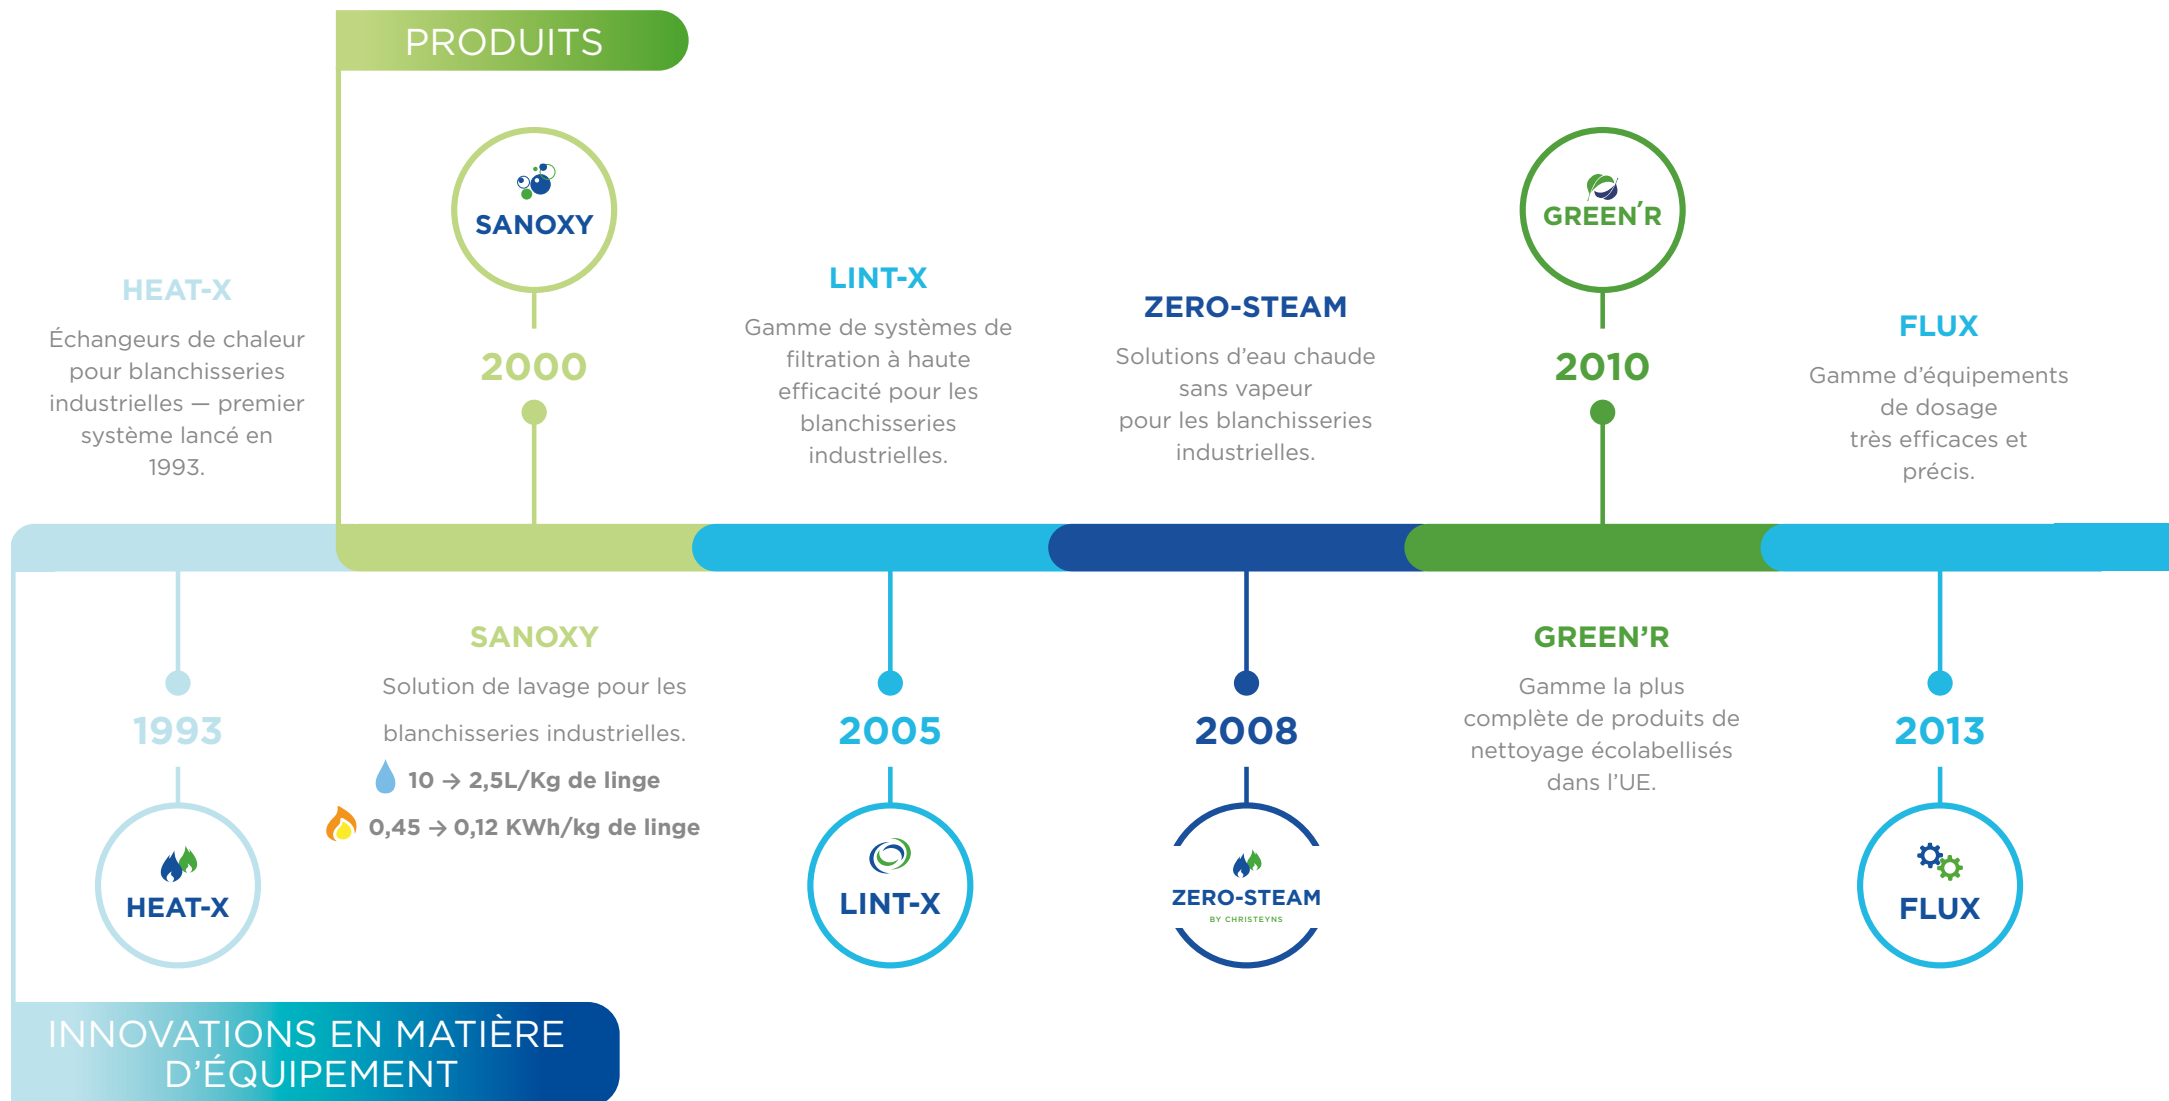 PRODUITS
SANOXY
2000
GREEN'R
2010
HEAT-X
Échangeurs de chaleur
pour blanchisseries
industrielles — premier
système lancé en
1993.
LINT-X
Gamme de systèmes de
filtration à haute
efficacité pour les
blanchisseries
industrielles.
ZERO-STEAM
Solutions d’eau chaude
sans vapeur
pour les blanchisseries
industrielles.
FLUX
Gamme d’équipements
de dosage
très efficaces et
précis.
1993
HEAT-X
SANOXY
Solution de lavage pour les
blanchisseries industrielles.
10 → 2,5L/Kg de linge
0,45 → 0,12 KWh/kg de linge
2005
LINT-X
2008
ZERO-STEAM
BY CHRISTEYNS
GREEN’R
Gamme la plus
complète de produits de
nettoyage écolabellisés
dans l’UE.
2013
FLUX
INNOVATIONS EN MATIÈRE
D’ÉQUIPEMENT